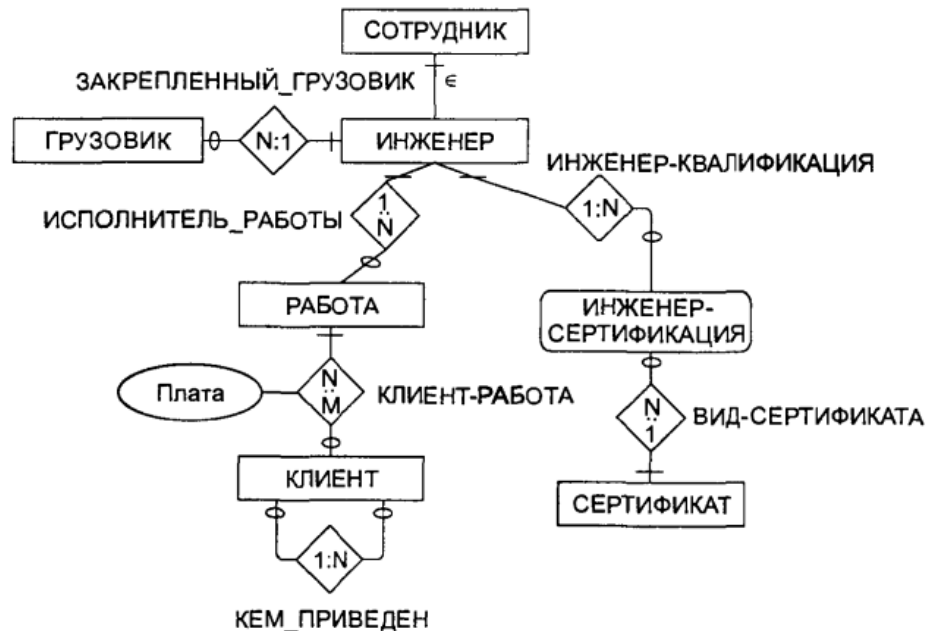 СОТРУДНИК
ЗАКРЕПЛЕННЫЙ_ГРУЗОВИК
∈
ГРУЗОВИК
N:1
ИНЖЕНЕР
ИНЖЕНЕР-КВАЛИФИКАЦИЯ
ИСПОЛНИТЕЛЬ_РАБОТЫ
1:N
1:N
РАБОТА
ИНЖЕНЕР-
СЕРТИФИКАЦИЯ
Плата
N:M
КЛИЕНТ-РАБОТА
N:1
ВИД-СЕРТИФИКАТА
КЛИЕНТ
СЕРТИФИКАТ
1:N
КЕМ_ПРИВЕДЕН